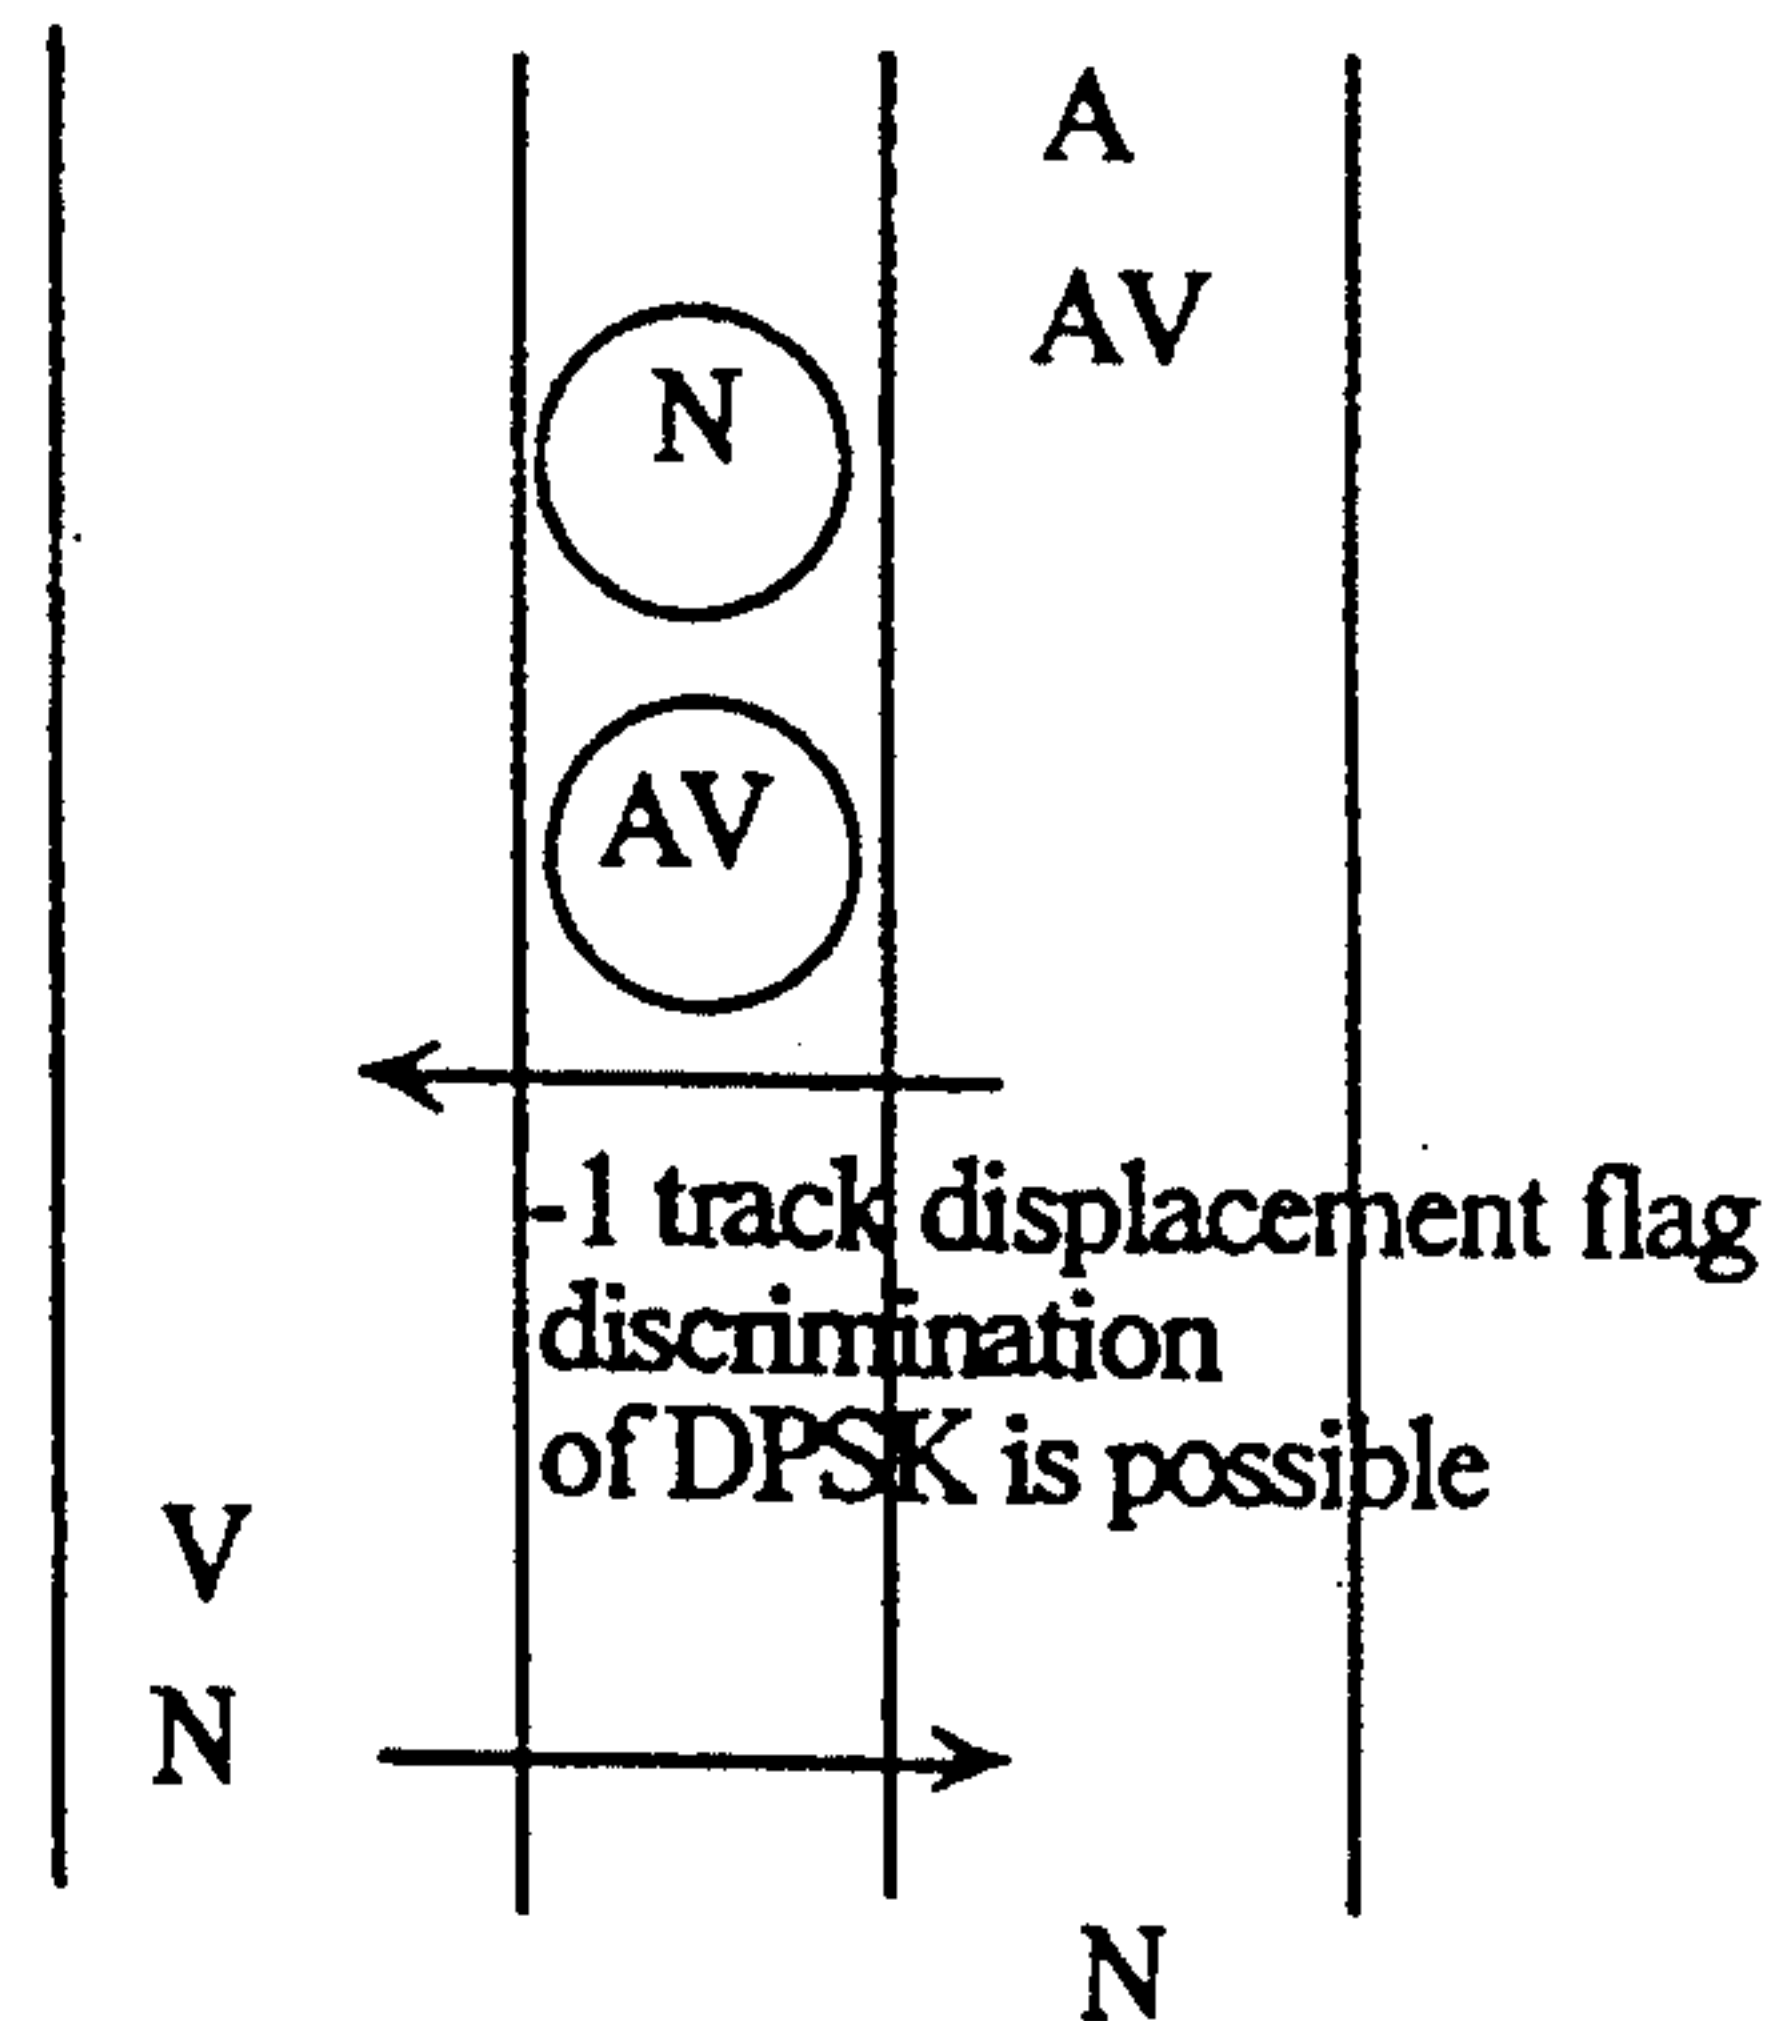 A
AV
N
AV
-1 track displacement flag
discrimination
of DPSK is possible
V
N
N